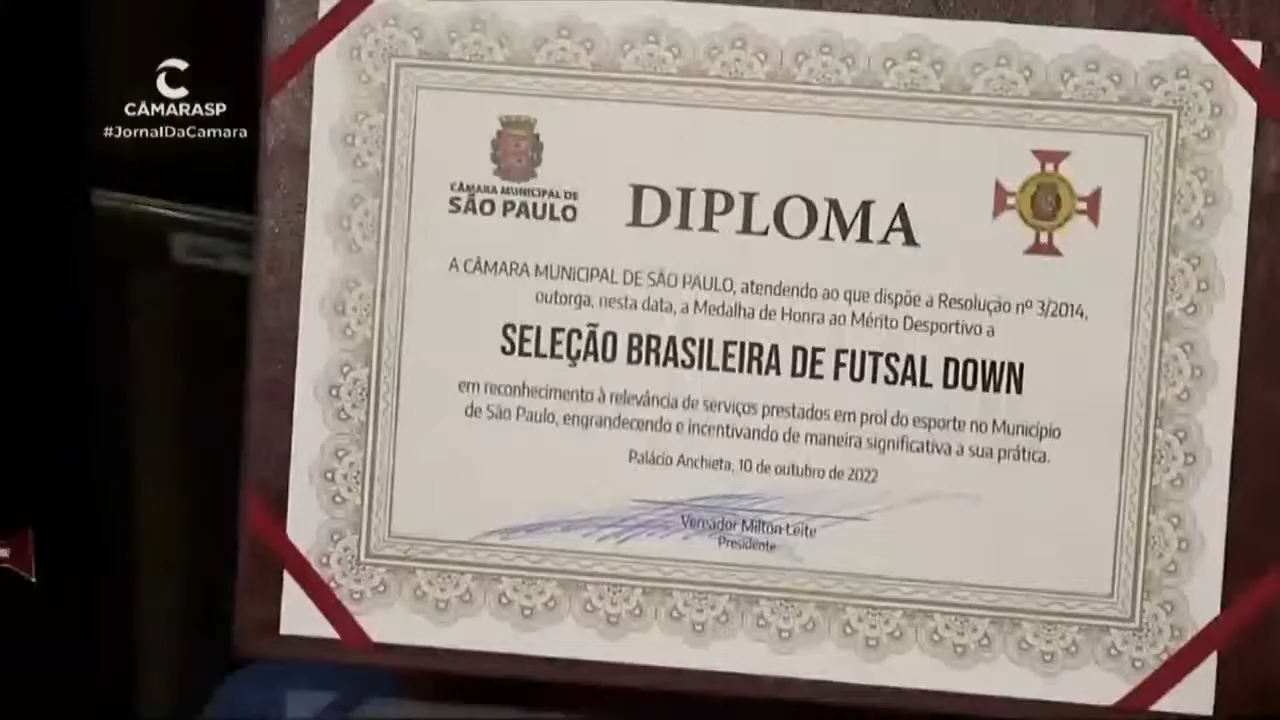 CÂMARASP
#JornalDaCamara
CÂMARA MUNICIPAL DE
SÃO PAULO
DIPLOMA
A CÂMARA MUNICIPAL DE SÃO PAULO, atendendo ao que dispõe a Resolução nº 3/2014,
outorga, nesta data, a Medalha de Honra ao Mérito Desportivo a
SELEÇÃO BRASILEIRA DE FUTSAL DOWN
em reconhecimento à relevância de serviços prestados em prol do esporte no Município
de São Paulo, engrandecendo e incentivando de maneira significativa a sua prática.
Palácio Anchieta, 10 de outubro de 2022
Vereador Milton Leite
Presidente